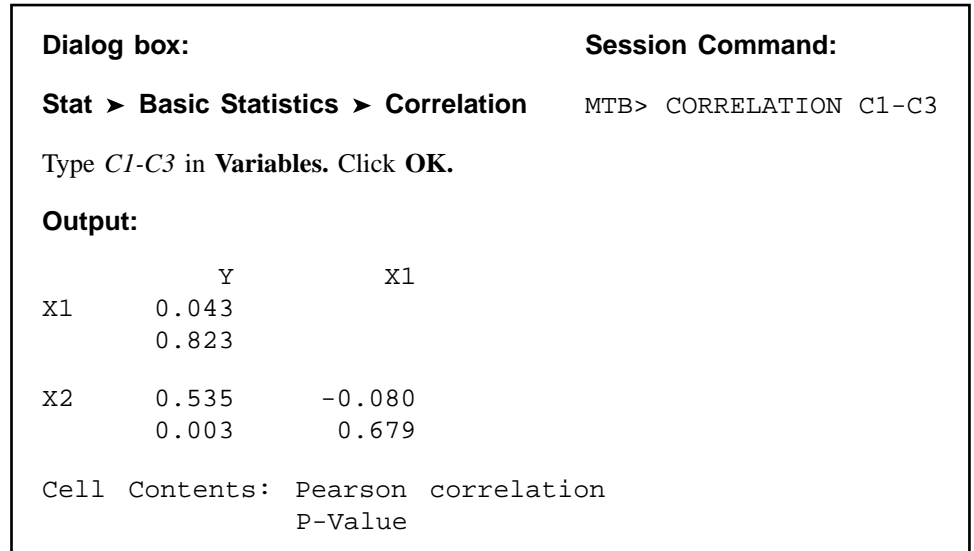 Dialog box: Session Command:
Stat ➤ Basic Statistics ➤ Correlation MTB> CORRELATION C1-C3
Type C1-C3 in Variables. Click OK.
Output:
Y X1
X1 0.043
0.823
X2 0.535 -0.080
0.003 0.679
Cell Contents: Pearson correlation
P-Value